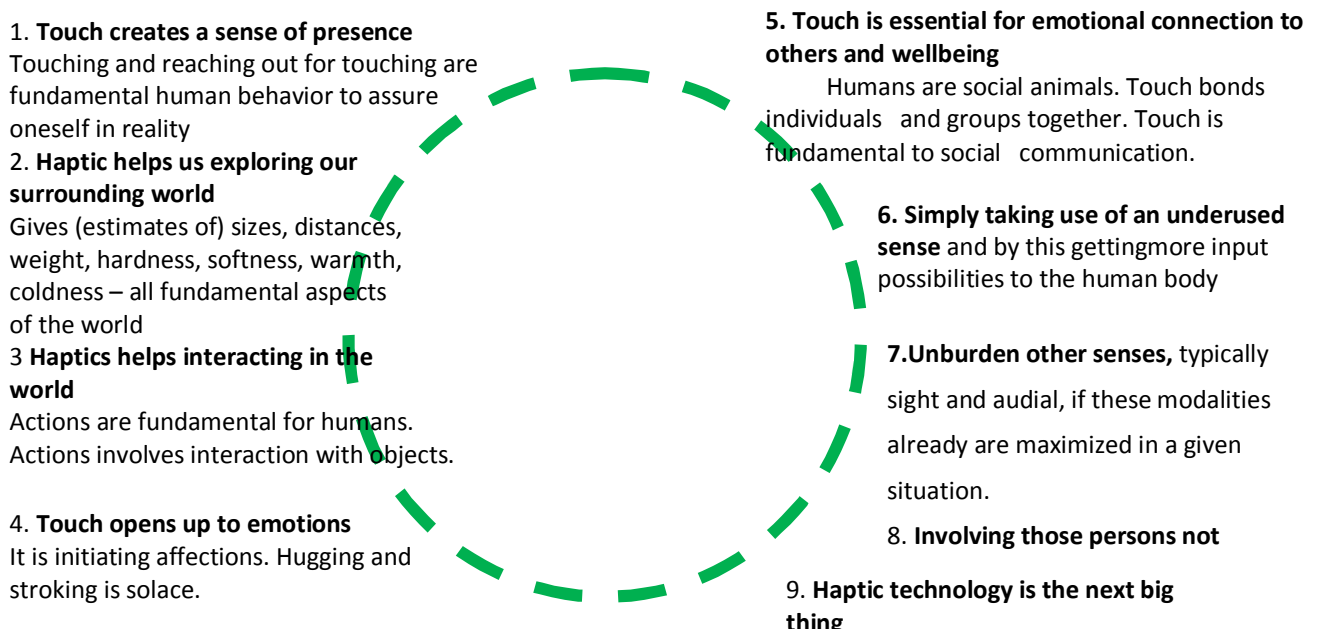 1. Touch creates a sense of presence
Touching and reaching out for touching are
fundamental human behavior to assure
oneself in reality
2. Haptic helps us exploring our
surrounding world
Gives (estimates of) sizes, distances,
weight, hardness, softness, warmth,
coldness – all fundamental aspects
of the world
3 Haptics helps interacting in the
world
Actions are fundamental for humans.
Actions involves interaction with objects.
4. Touch opens up to emotions
It is initiating affections. Hugging and
stroking is solace.
5. Touch is essential for emotional connection to
others and wellbeing
Humans are social animals. Touch bonds
individuals and groups together. Touch is
fundamental to social communication.
6. Simply taking use of an underused
sense and by this gettingmore input
possibilities to the human body
7.Unburden other senses, typically
sight and audial, if these modalities
already are maximized in a given
situation.
8. Involving those persons not
9. Haptic technology is the next big
thing